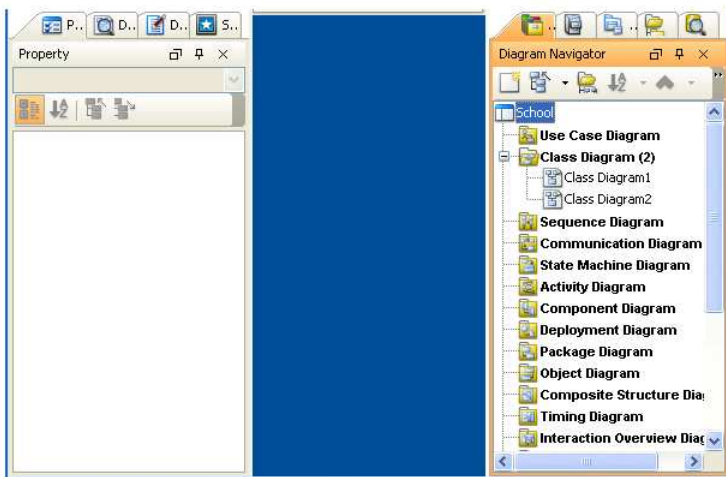 P..
D..
D..
S..
Property
Diagram Navigator
School
Use Case Diagram
Class Diagram (2)
Class Diagram1
Class Diagram2
Sequence Diagram
Communication Diagram
State Machine Diagram
Activity Diagram
Component Diagram
Deployment Diagram
Package Diagram
Object Diagram
Composite Structure Dia
Timing Diagram
Interaction Overview Diag